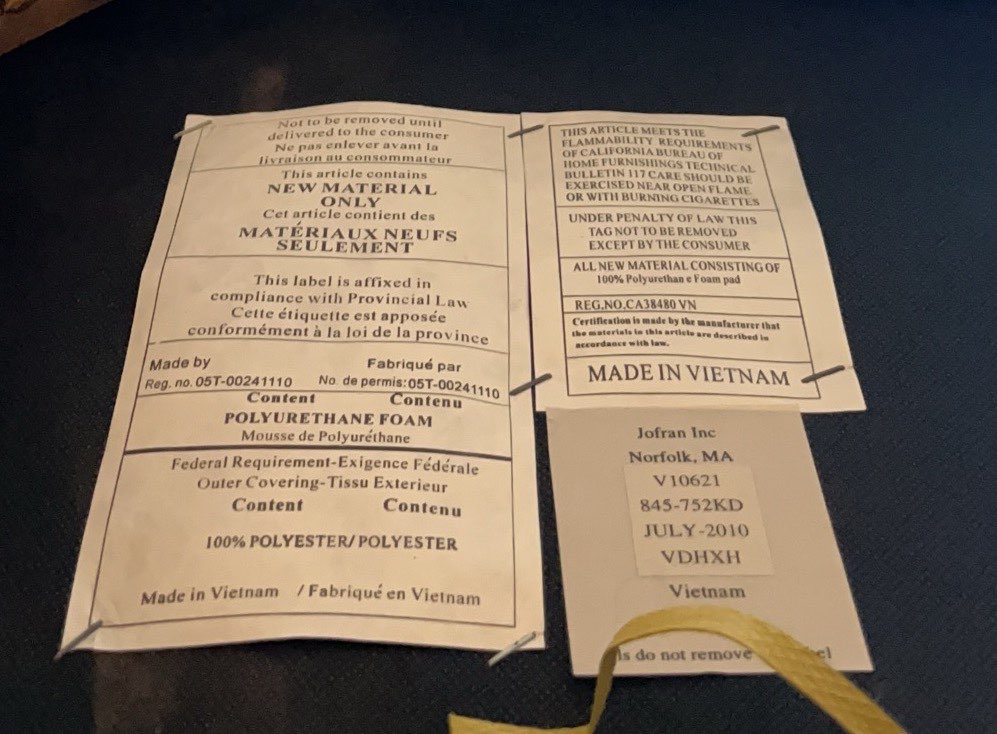 Not to be removed until
delivered to the consumer
Ne pas enlever avant la
livraison au consommateur
This article contains
NEW MATERIAL
ONLY
Cet article contient des
MATÉRIAUX NEUFS
SEULEMENT
This label is affixed in
compliance with Provincial Law
Cette étiquette est apposée
conformément à la loi de la province
Made by Fabriqué par
Reg. no. 05T-00241110 No. de permis: 05T-00241110
Content Contenu
POLYURETHANE FOAM
Mousse de Polyuréthane
Federal Requirement-Exigence Fédérale
Outer Covering-Tissu Exterieur
Content Contenu
100% POLYESTER/ POLYESTER
Made in Vietnam / Fabriqué en Vietnam
THIS ARTICLE MEETS THE
FLAMMABILITY REQUIREMENTS
OF CALIFORNIA BUREAU OF
HOME FURNISHINGS TECHNICAL
BULLETIN 117 CARE SHOULD BE
EXERCISED NEAR OPEN FLAME
OR WITH BURNING CIGARETTES
UNDER PENALTY OF LAW THIS
TAG NOT TO BE REMOVED
EXCEPT BY THE CONSUMER
ALL NEW MATERIAL CONSISTING OF
100% Polyurethan e Foam pad
REG.NO.CA38480 VN
Certification is made by the manufacturer that
the materials in this article are described in
accordance with law.
MADE IN VIETNAM
Jofran Inc
Norfolk, MA
V10621
845-752KD
JULY-2010
VDHXH
Vietnam
do not remove